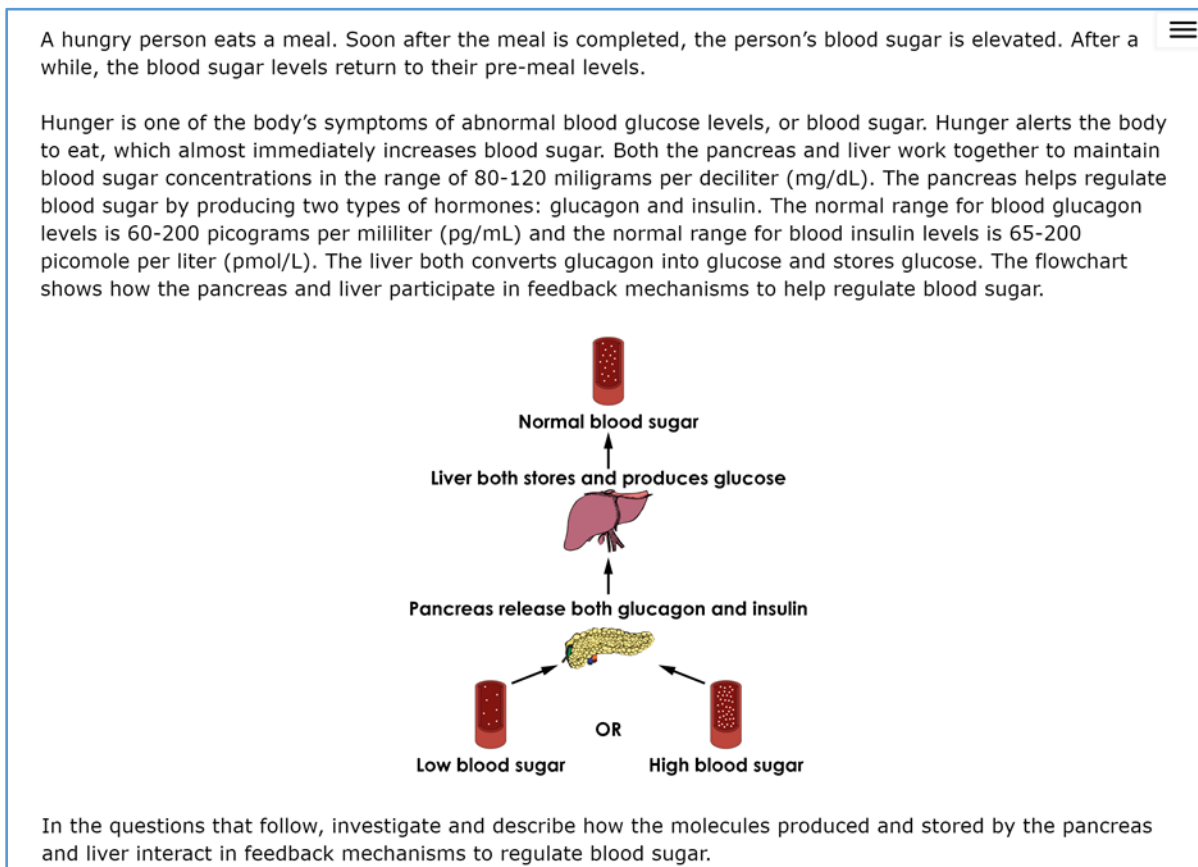 A hungry person eats a meal. Soon after the meal is completed, the person's blood sugar is elevated. After a
while, the blood sugar levels return to their pre-meal levels.
Hunger is one of the body's symptoms of abnormal blood glucose levels, or blood sugar. Hunger alerts the body
to eat, which almost immediately increases blood sugar. Both the pancreas and liver work together to maintain
blood sugar concentrations in the range of 80-120 miligrams per deciliter (mg/dL). The pancreas helps regulate
blood sugar by producing two types of hormones: glucagon and insulin. The normal range for blood glucagon
levels is 60-200 picograms per mililiter (pg/mL) and the normal range for blood insulin levels is 65-200
picomole per liter (pmol/L). The liver both converts glucagon into glucose and stores glucose. The flowchart
shows how the pancreas and liver participate in feedback mechanisms to help regulate blood sugar.
Normal blood sugar
Liver both stores and produces glucose
Pancreas release both glucagon and insulin
OR
Low blood sugar
High blood sugar
In the questions that follow, investigate and describe how the molecules produced and stored by the pancreas
and liver interact in feedback mechanisms to regulate blood sugar.